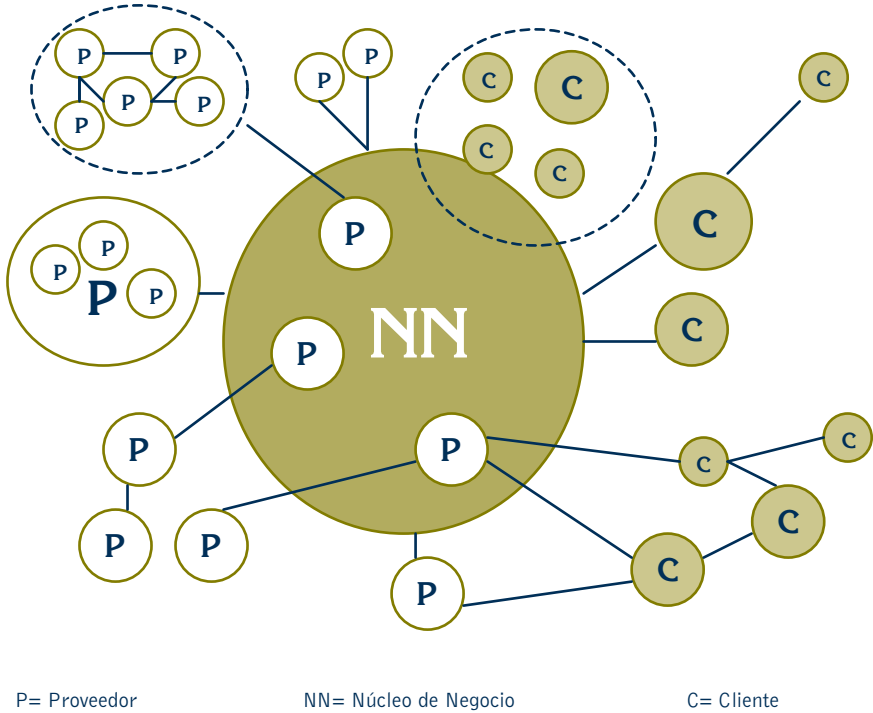 P P P C
P P P C C C
P C
C
P P C
P P P
P
NN C
P
P P C C
P P C
P C
P= Proveedor NN= Núcleo de Negocio C= Cliente